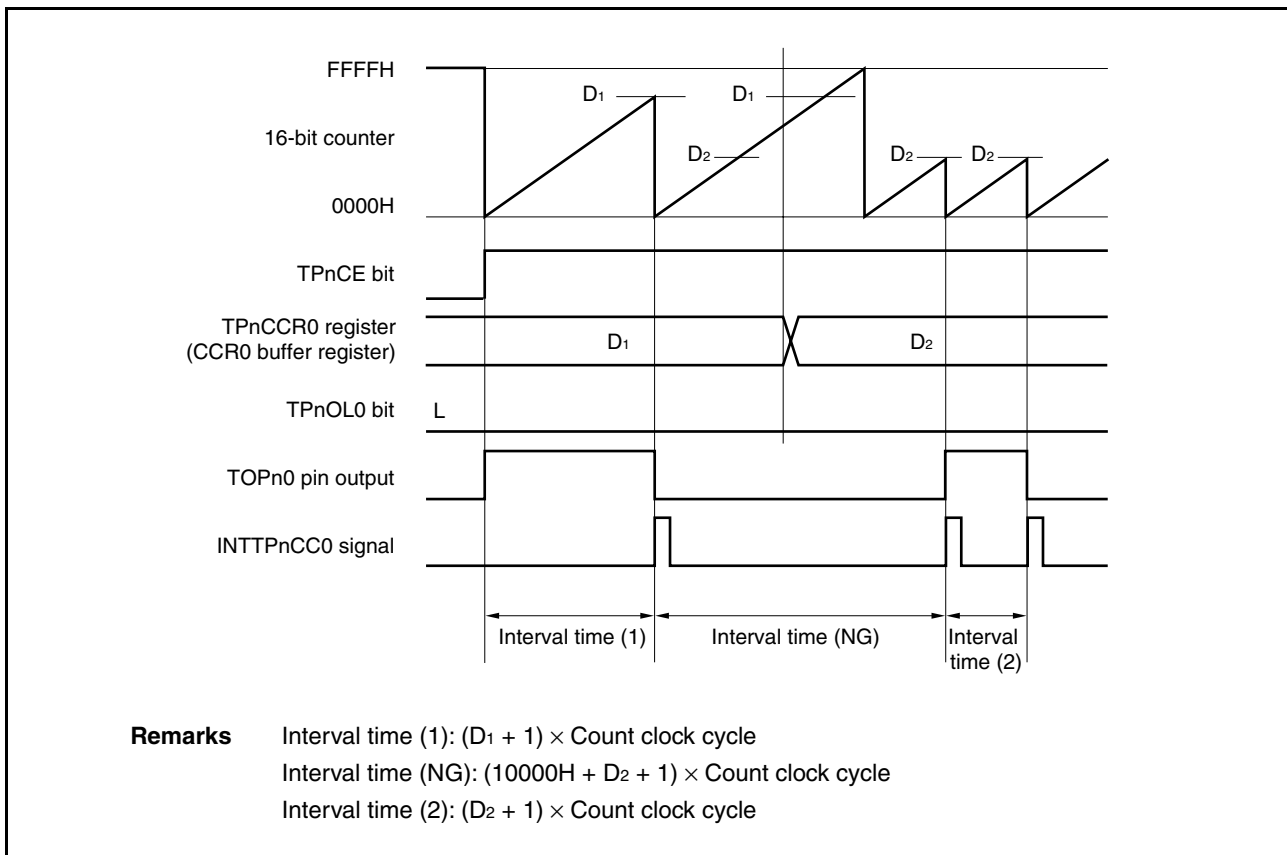 FFFFH
D1
D1
16-bit counter
D2
D2
D2
0000H
TPnCE bit
TPnCCR0 register
(CCR0 buffer register)
D1
D2
TPnOL0 bit
L
TOPn0 pin output
INTTPnCC0 signal
Interval time (1)
Interval time (NG)
Interval
time (2)
Remarks Interval time (1): (D1 + 1) × Count clock cycle
Interval time (NG): (10000H + D2 + 1) × Count clock cycle
Interval time (2): (D2 + 1) × Count clock cycle